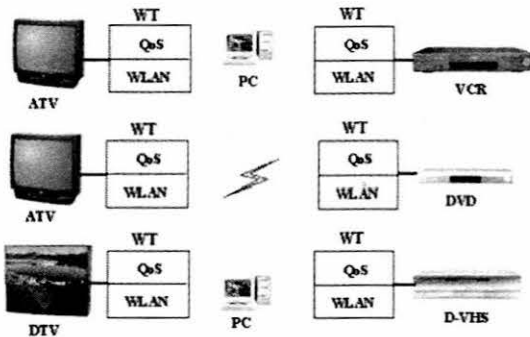 WT WT
QoS QoS
WLAN WLAN
ATV PC VCR
WT WT
QoS QoS
WLAN WLAN
ATV DVD
WT WT
QoS QoS
WLAN WLAN
DTV PC D-VHS